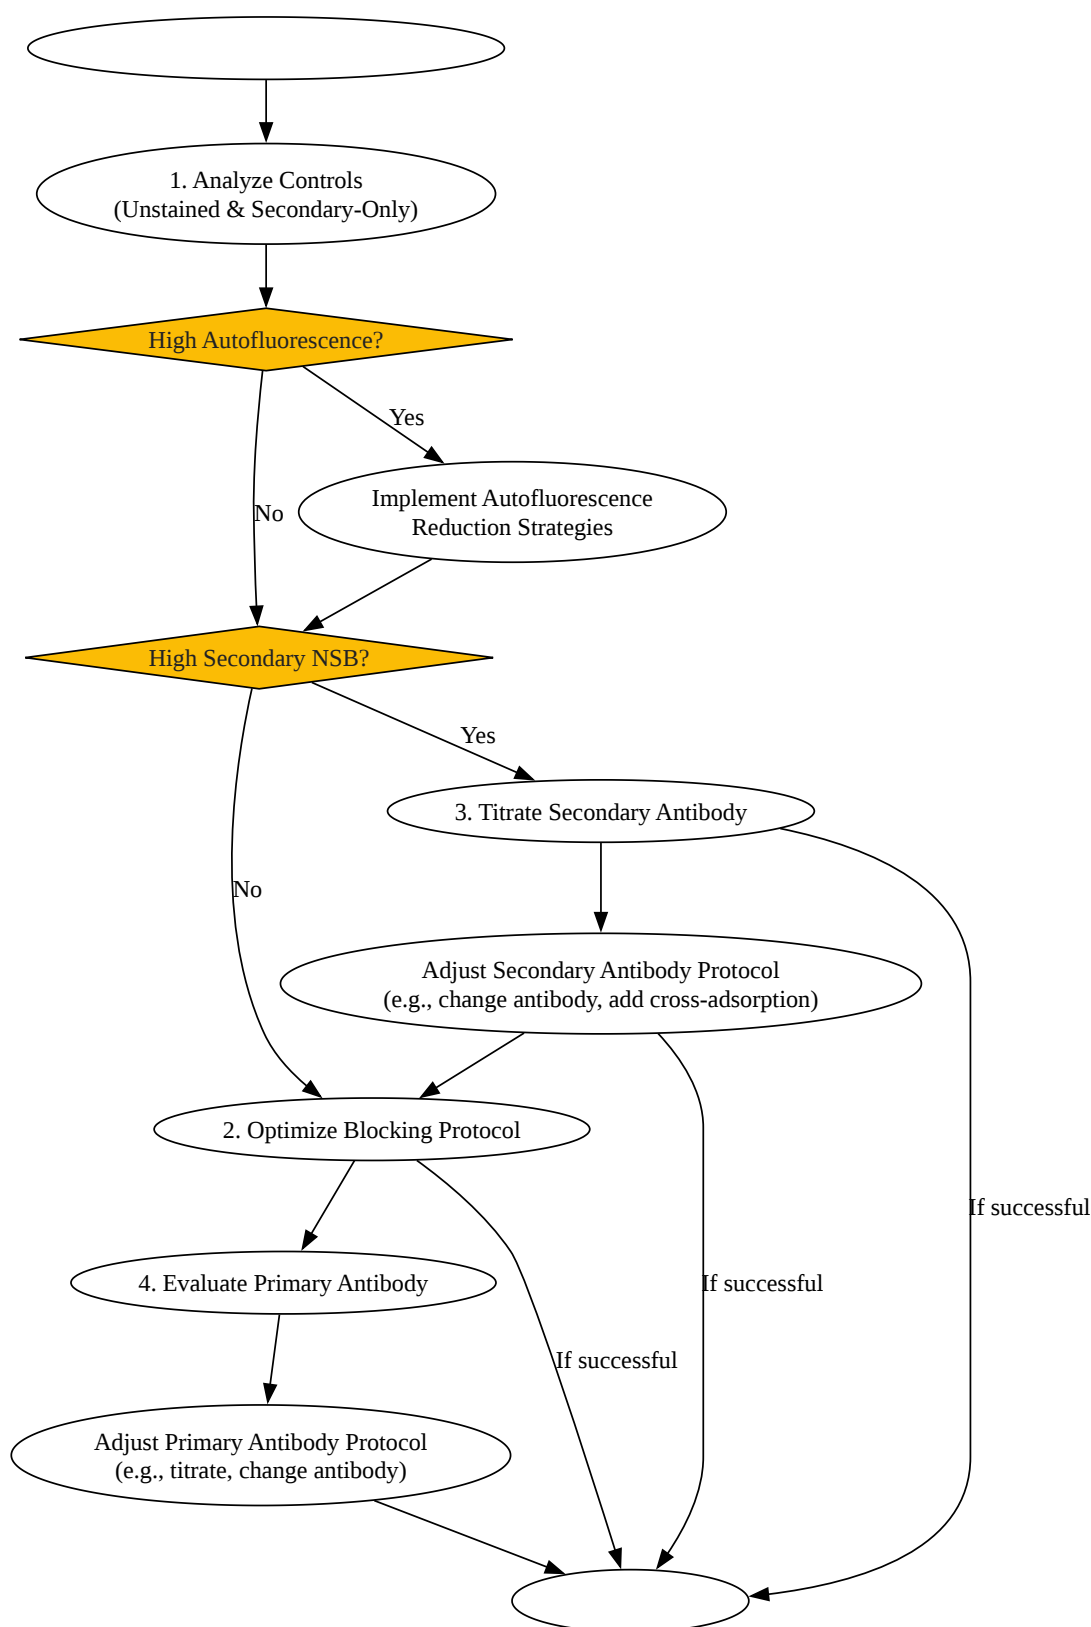 1. Analyze Controls
(Unstained & Secondary-Only)
High Autofluorescence?
Yes
Implement Autofluorescence
Reduction Strategies
No
High Secondary NSB?
Yes
3. Titrate Secondary Antibody
No
Adjust Secondary Antibody Protocol
(e.g., change antibody, add cross-adsorption)
2. Optimize Blocking Protocol
If successful
4. Evaluate Primary Antibody
If successful
If successful
Adjust Primary Antibody Protocol
(e.g., titrate, change antibody)